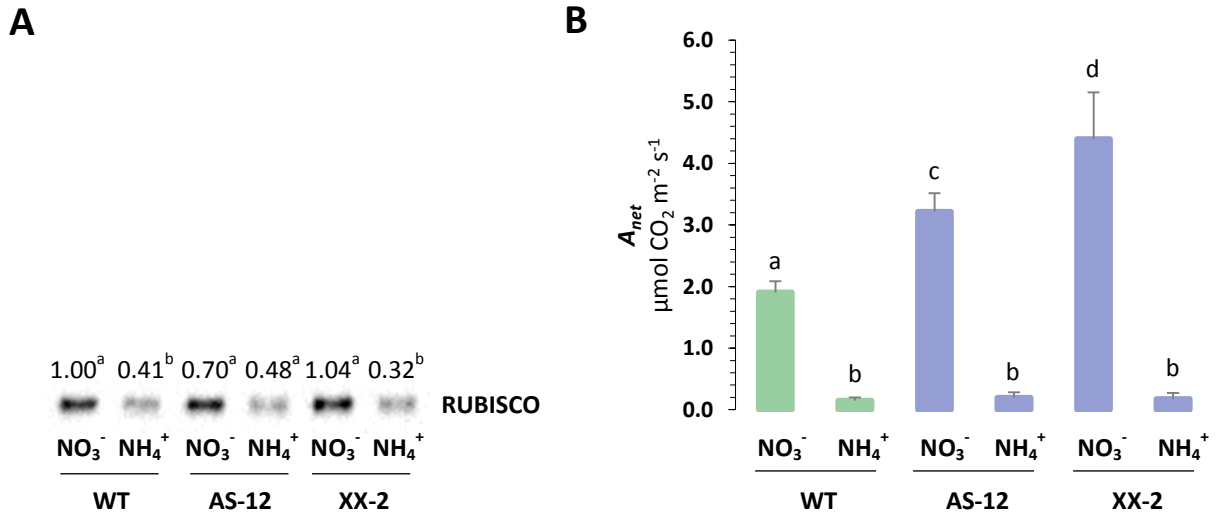 A
1.00ᵃ 0.41ᵇ 0.70ᵃ 0.48ᵃ 1.04ᵃ 0.32ᵇ
RUBISCO
NO₃⁻ NH₄⁺ NO₃⁻ NH₄⁺ NO₃⁻ NH₄⁺
WT AS-12 XX-2
B
Aₙₑₜ
µmol CO₂ m⁻² s⁻¹
6.0
5.0
4.0
3.0
2.0
1.0
0.0
a b c b d b
NO₃⁻ NH₄⁺ NO₃⁻ NH₄⁺ NO₃⁻ NH₄⁺
WT AS-12 XX-2